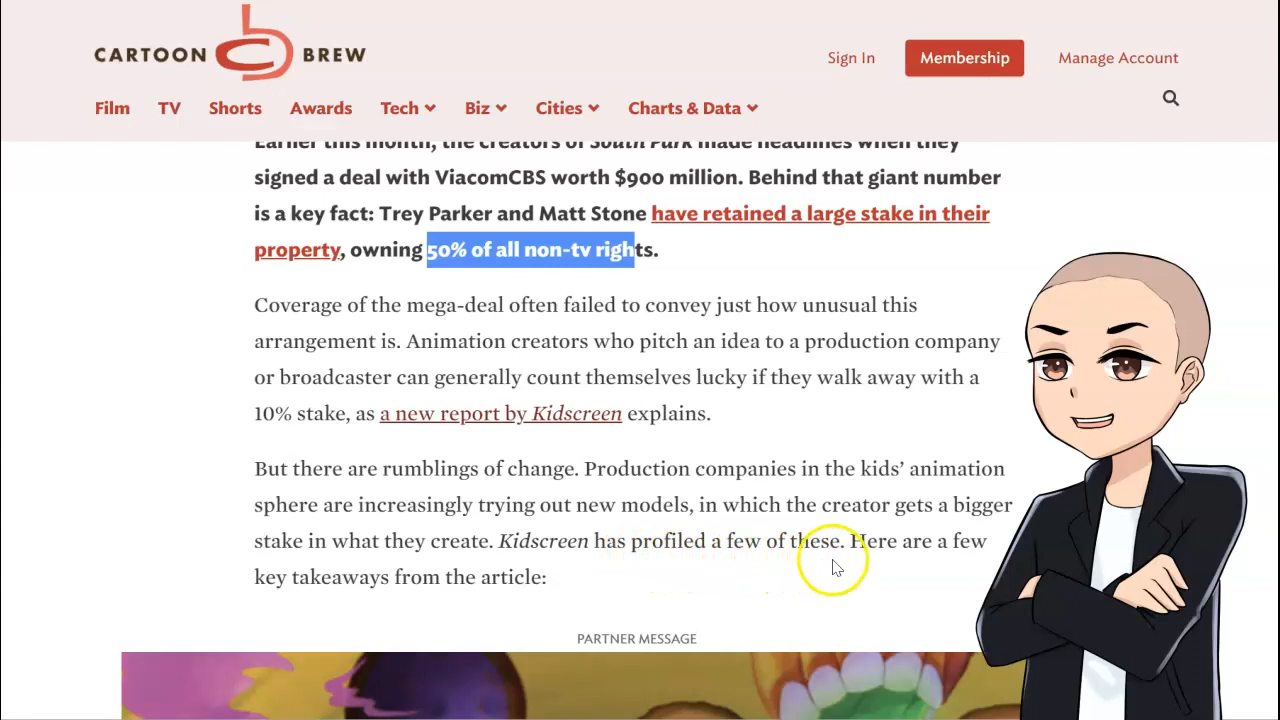 CARTOON BREW
Sign In
Membership
Manage Account
Film
TV
Shorts
Awards
Tech
Biz
Cities
Charts & Data
Earlier this month, the creators of South Park made headlines when they
signed a deal with ViacomCBS worth $900 million. Behind that giant number
is a key fact: Trey Parker and Matt Stone have retained a large stake in their
property, owning 50% of all non-tv rights.
Coverage of the mega-deal often failed to convey just how unusual this
arrangement is. Animation creators who pitch an idea to a production company
or broadcaster can generally count themselves lucky if they walk away with a
10% stake, as a new report by Kidscreen explains.
But there are rumblings of change. Production companies in the kids’ animation
sphere are increasingly trying out new models, in which the creator gets a bigger
stake in what they create. Kidscreen has profiled a few of these. Here are a few
key takeaways from the article:
PARTNER MESSAGE